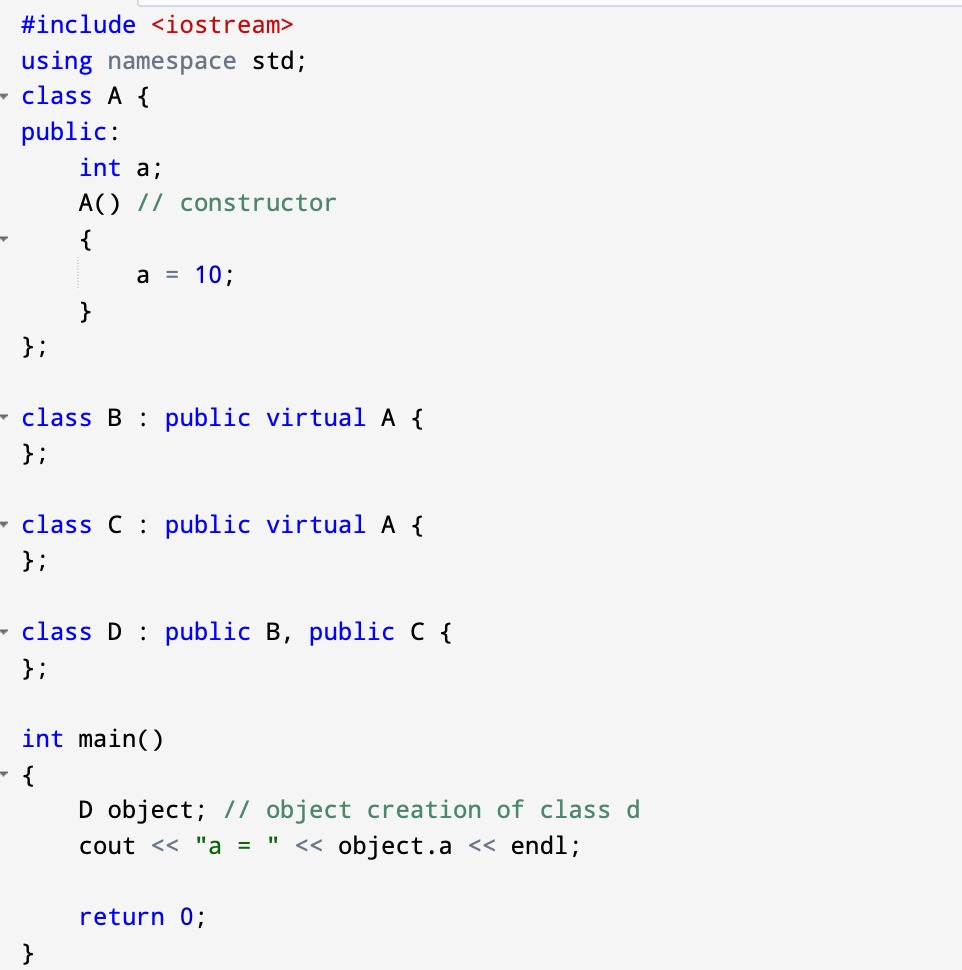 #include <iostream>
using namespace std;
class A {
public:
    int a;
    A() // constructor
    {
        a = 10;
    }
};

class B : public virtual A {
};

class C : public virtual A {
};

class D : public B, public C {
};

int main()
{
    D object; // object creation of class d
    cout << "a = " << object.a << endl;

    return 0;
}